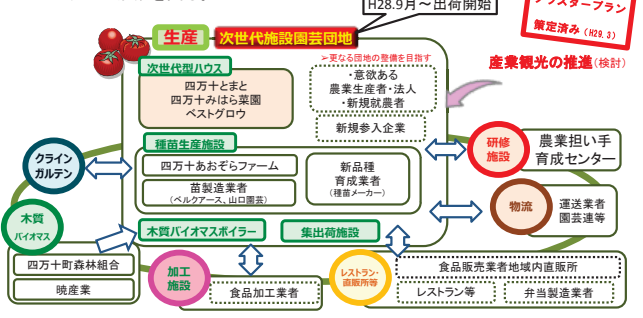 H28.9月～出荷開始
クラスタープラン
策定済み（H29.3）
生産
次世代施設園芸団地
産業観光の推進(検討)
➢更なる団地の整備を目指す
次世代型ハウス
四万十とまと
四万十みはら菜園
ベストグロウ
・意欲ある
農業生産者・法人
・新規就農者
新規参入企業
種苗生産施設
四万十あおぞらファーム
苗製造業者
（ベルクアース、山口園芸）
新品種
育成業者
（種苗メーカー）
研修
施設
農業担い手
育成センター
クライン
ガルテン
物流
運送業者
園芸連等
木質
バイオマス
木質バイオマスボイラー
集出荷施設
四万十町森林組合
暁産業
加工
施設
食品加工業者
レストラン・
直販所等
食品販売業者地域内直販所
レストラン等
弁当製造業者